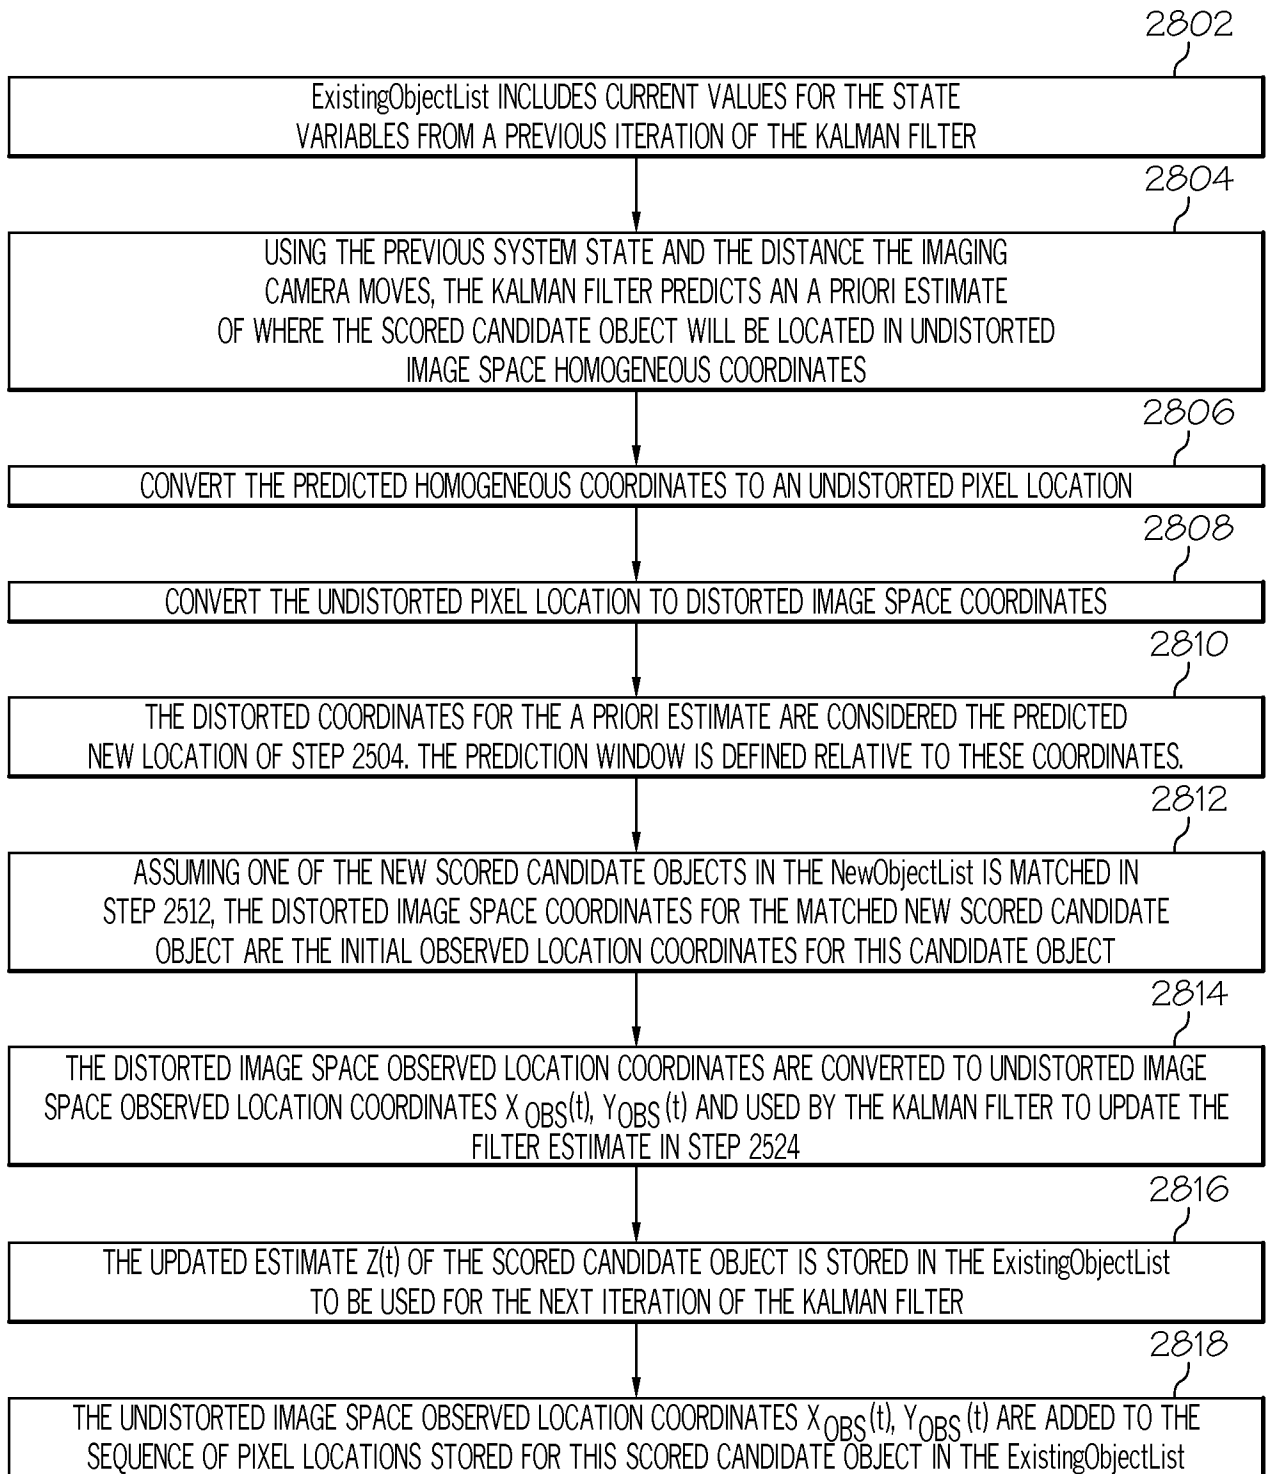 2802
ExistingObjectList INCLUDES CURRENT VALUES FOR THE STATE
VARIABLES FROM A PREVIOUS ITERATION OF THE KALMAN FILTER
2804
USING THE PREVIOUS SYSTEM STATE AND THE DISTANCE THE IMAGING
CAMERA MOVES, THE KALMAN FILTER PREDICTS AN A PRIORI ESTIMATE
OF WHERE THE SCORED CANDIDATE OBJECT WILL BE LOCATED IN UNDISTORTED
IMAGE SPACE HOMOGENEOUS COORDINATES
2806
CONVERT THE PREDICTED HOMOGENEOUS COORDINATES TO AN UNDISTORTED PIXEL LOCATION
2808
CONVERT THE UNDISTORTED PIXEL LOCATION TO DISTORTED IMAGE SPACE COORDINATES
2810
THE DISTORTED COORDINATES FOR THE A PRIORI ESTIMATE ARE CONSIDERED THE PREDICTED
NEW LOCATION OF STEP 2504. THE PREDICTION WINDOW IS DEFINED RELATIVE TO THESE COORDINATES.
2812
ASSUMING ONE OF THE NEW SCORED CANDIDATE OBJECTS IN THE NewObjectList IS MATCHED IN
STEP 2512, THE DISTORTED IMAGE SPACE COORDINATES FOR THE MATCHED NEW SCORED CANDIDATE
OBJECT ARE THE INITIAL OBSERVED LOCATION COORDINATES FOR THIS CANDIDATE OBJECT
2814
THE DISTORTED IMAGE SPACE OBSERVED LOCATION COORDINATES ARE CONVERTED TO UNDISTORTED IMAGE
SPACE OBSERVED LOCATION COORDINATES X OBS(t), Y OBS (t) AND USED BY THE KALMAN FILTER TO UPDATE THE
FILTER ESTIMATE IN STEP 2524
2816
THE UPDATED ESTIMATE Z(t) OF THE SCORED CANDIDATE OBJECT IS STORED IN THE ExistingObjectList
TO BE USED FOR THE NEXT ITERATION OF THE KALMAN FILTER
2818
THE UNDISTORTED IMAGE SPACE OBSERVED LOCATION COORDINATES X OBS(t), Y OBS (t) ARE ADDED TO THE
SEQUENCE OF PIXEL LOCATIONS STORED FOR THIS SCORED CANDIDATE OBJECT IN THE ExistingObjectList